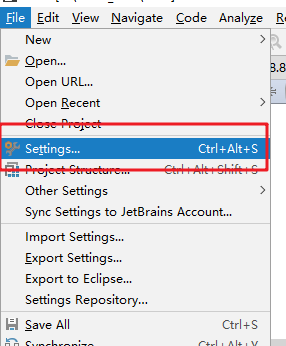 File Edit View Navigate Code Analyze
New
Open...
Open URL...
Open Recent
8.8
Close Project
Settings... Ctrl+Alt+S
Project Structure... Ctrl+Alt+Shift+S
Other Settings
Sync Settings to JetBrains Account...
Import Settings...
Export Settings...
Export to Eclipse...
Settings Repository...
Save All Ctrl+S
Synchronize Ctrl+Alt+Y